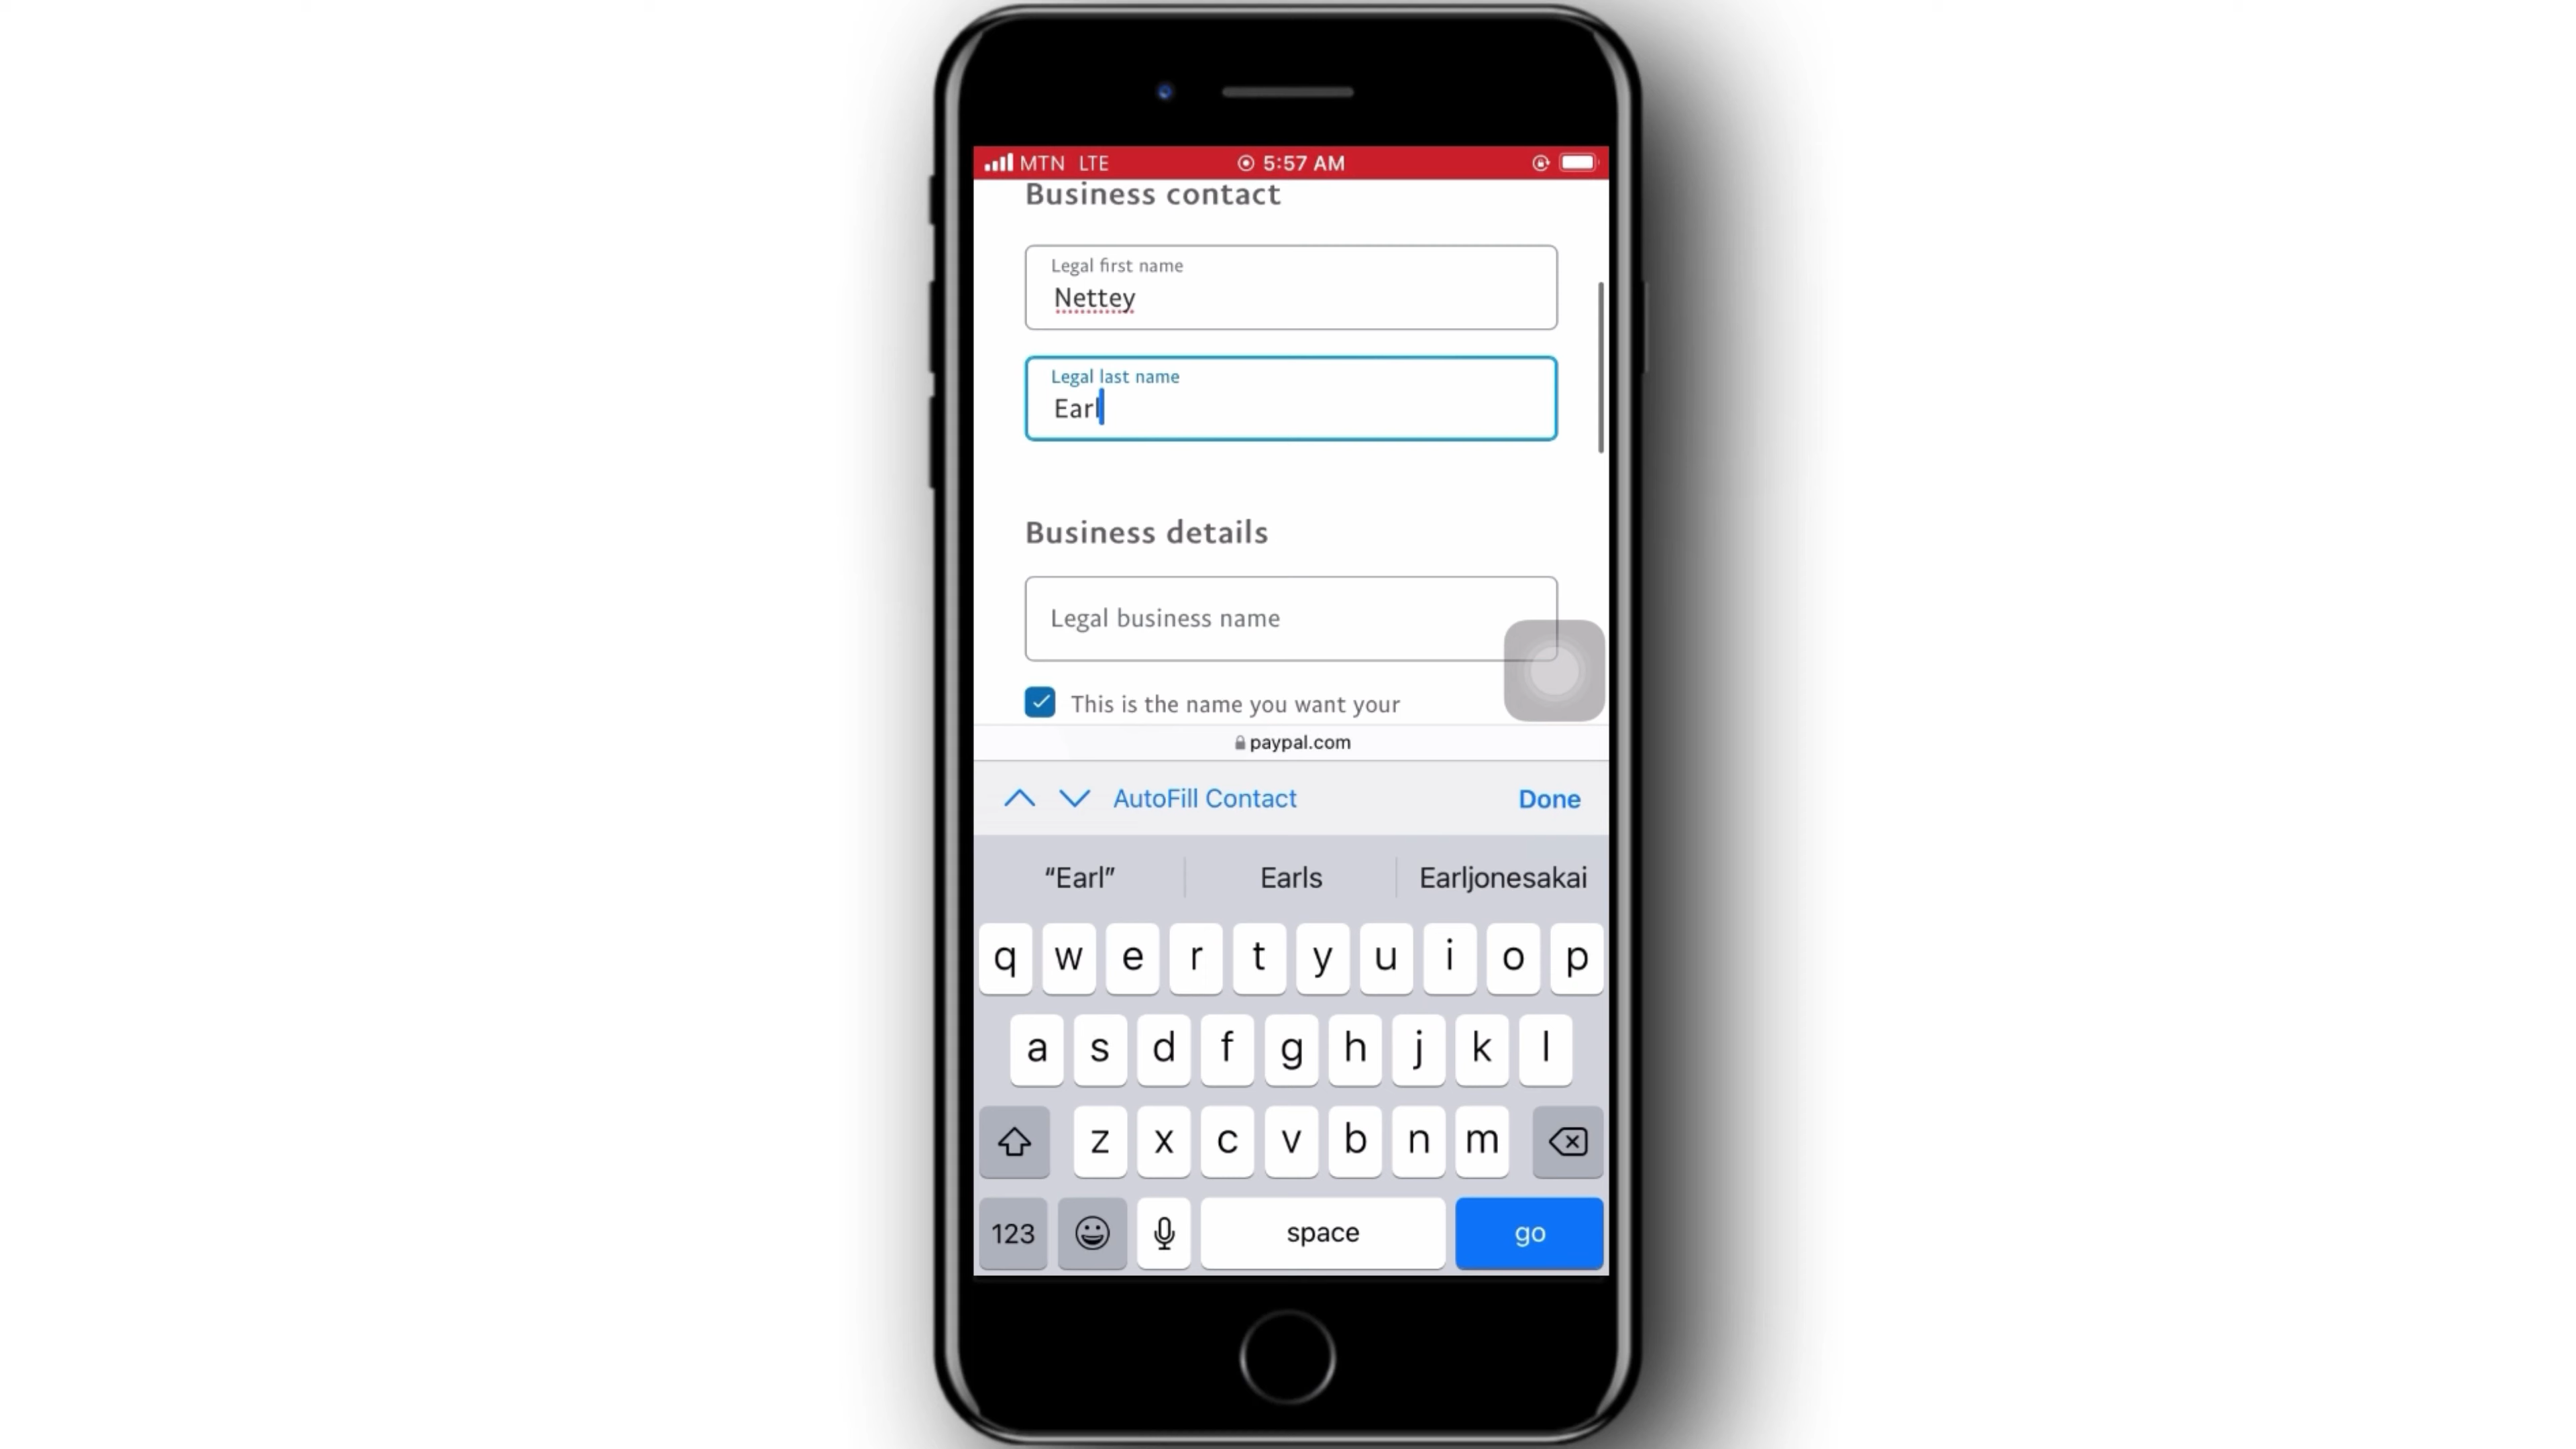 MTN LTE 5:57 AM
Business contact
Legal first name
Nettey
Legal last name
Earl
Business details
Legal business name
This is the name you want your
paypal.com
AutoFill Contact Done
“Earl” Earls Earljonesakai
q w e r t y u i o p
a s d f g h j k l
z x c v b n m
123 space go